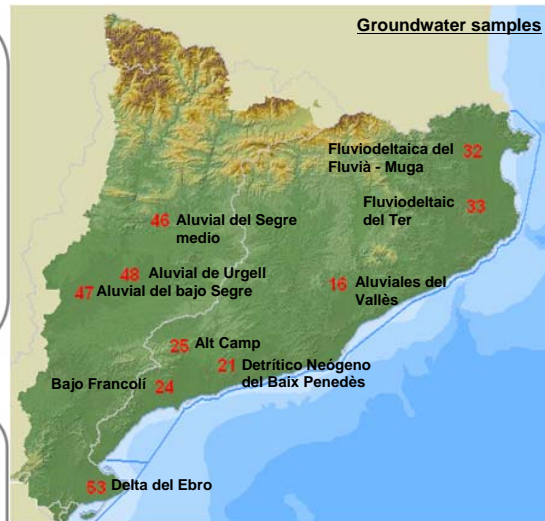 Groundwater samples
Fluviodeltaica del
Fluvià - Muga
32
Fluviodeltaic
del Ter
33
46
Aluvial del Segre
medio
48 Aluvial de Urgell
47 Aluvial del bajo Segre
16 Aluviales del
Vallès
25 Alt Camp
21 Detrítico Neógeno
del Baix Penedès
Bajo Francolí 24
53 Delta del Ebro